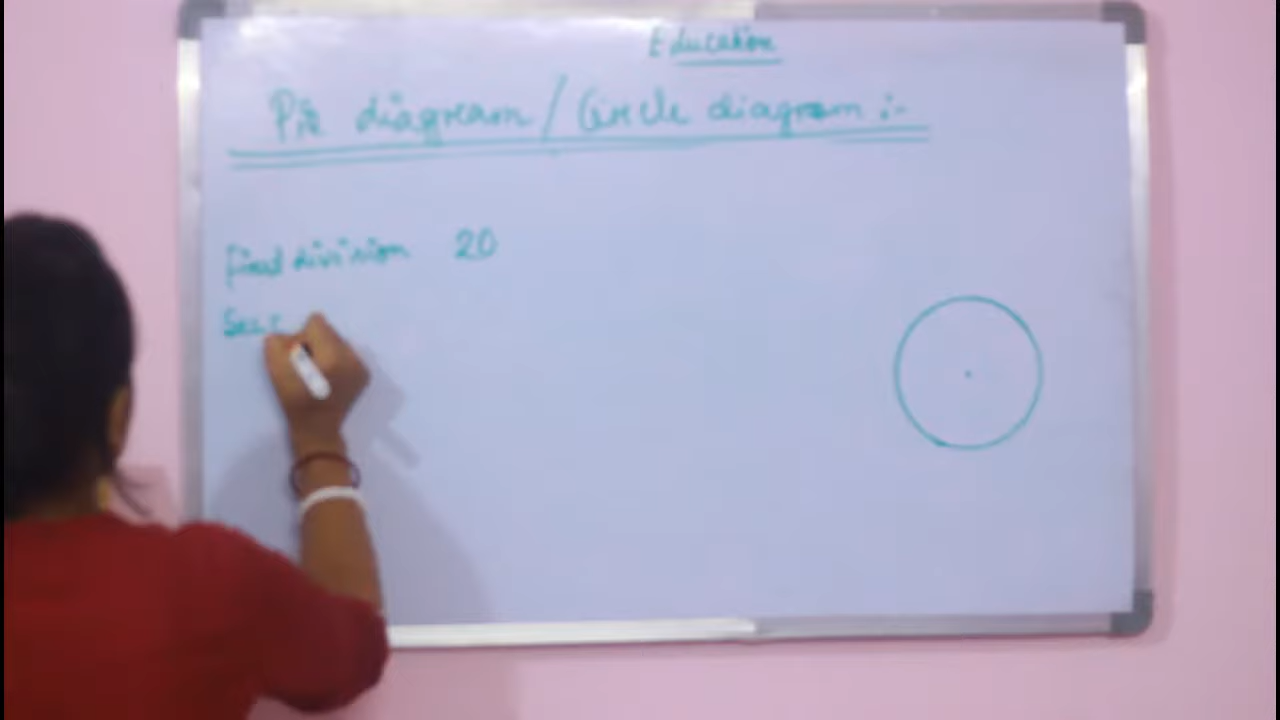 Education
Pie diagram / Circle diagram :-
First division 20